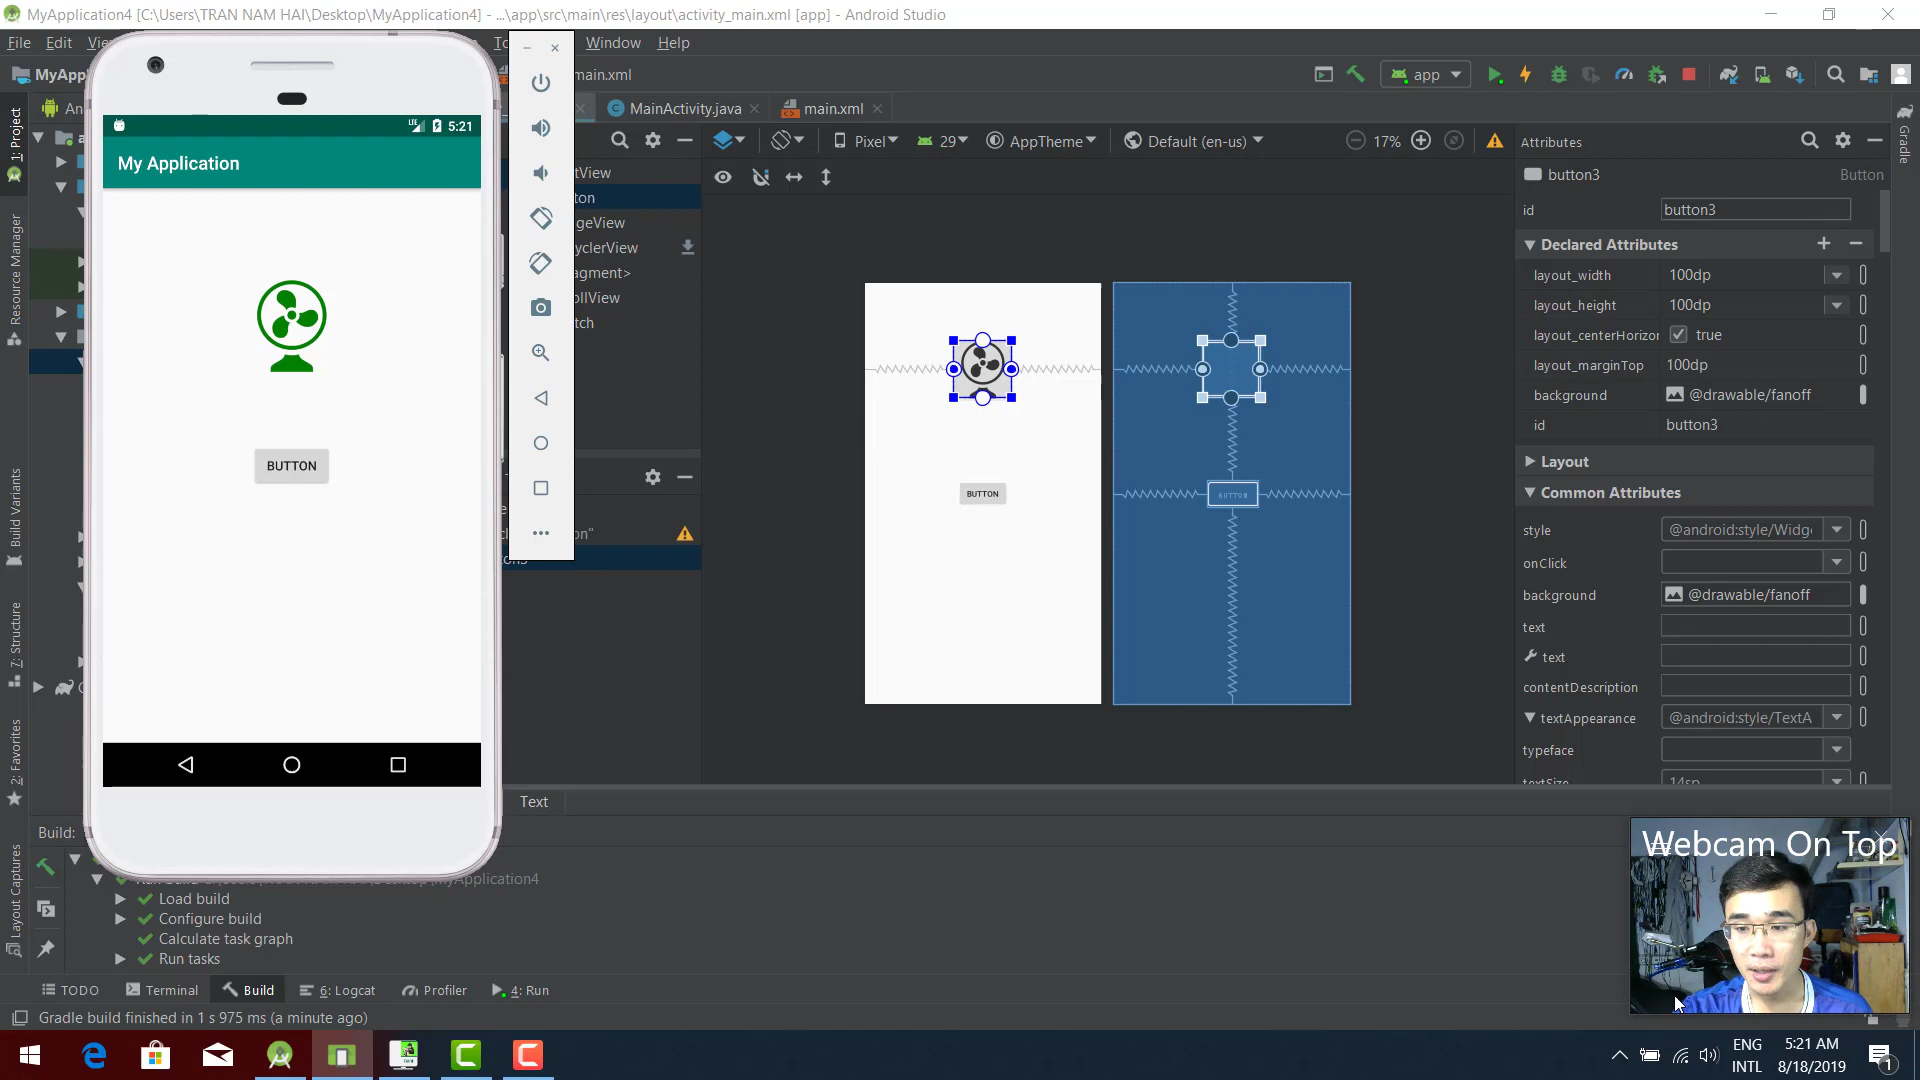 MyApplication4 [C:\Users\TRAN NAM HAI\Desktop\MyApplication4] - ...\app\src\main\res\layout\activity_main.xml [app] - Android Studio
File Edit Window Help
main.xml
app
MainActivity.java
main.xml
Pixel
29
AppTheme
Default (en-us)
17%
5:21
My Application
BUTTON
tView
ton
geView
cyclerView
agment>
ollView
tch
BUTTON
BUTTON
Attributes
button3
Button
id
button3
Declared Attributes
layout_width 100dp
layout_height 100dp
layout_centerHorizor true
layout_marginTop 100dp
background @drawable/fanoff
id button3
Layout
Common Attributes
style @android:style/Widg
onClick
background @drawable/fanoff
text
text
contentDescription
textAppearance @android:style/TextA
typeface
textSize 14sp
1: Project
Resource Manager
Build Variants
7: Structure
2: Favorites
Layout Captures
Gradle
Text
Build:
MyApplication4
Load build
Configure build
Calculate task graph
Run tasks
TODO
Terminal
Build
6: Logcat
Profiler
4: Run
Gradle build finished in 1 s 975 ms (a minute ago)
Webcam On Top
ENG
INTL
5:21 AM
8/18/2019
1